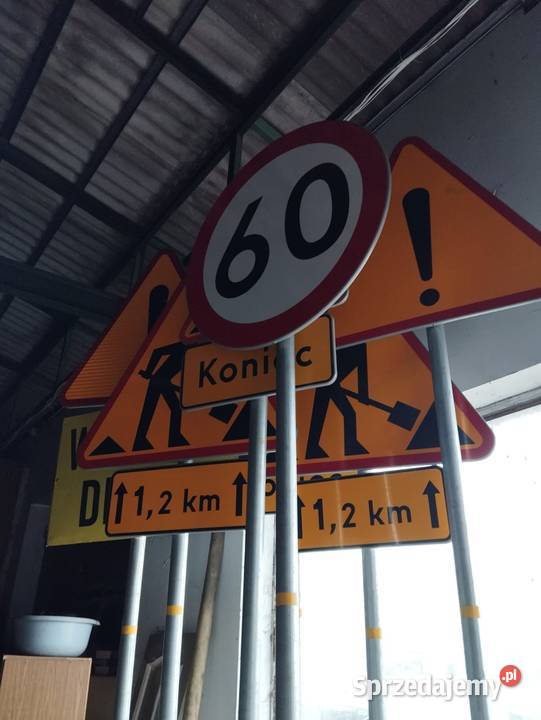 60
Koniec
1,2 km
1,2 km
Sprzedajemy.pl